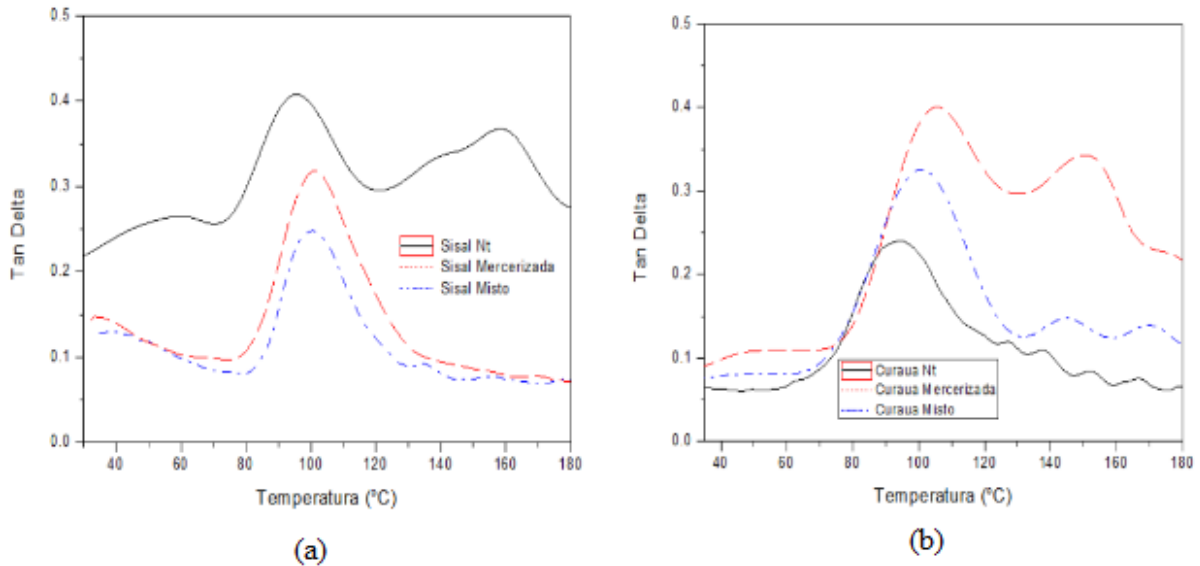 0.5
0.4
0.3
0.2
0.1
0.0
Tan Delta
40 60 80 100 120 140 160 180
Temperatura (ºC)
Sisal Nt
Sisal Mercerizada
Sisal Misto
(a)
0.5
0.4
0.3
0.2
0.1
0.0
Tan Delta
40 60 80 100 120 140 160 180
Temperatura (ºC)
Curaua Nt
Curaua Mercerizada
Curaua Misto
(b)